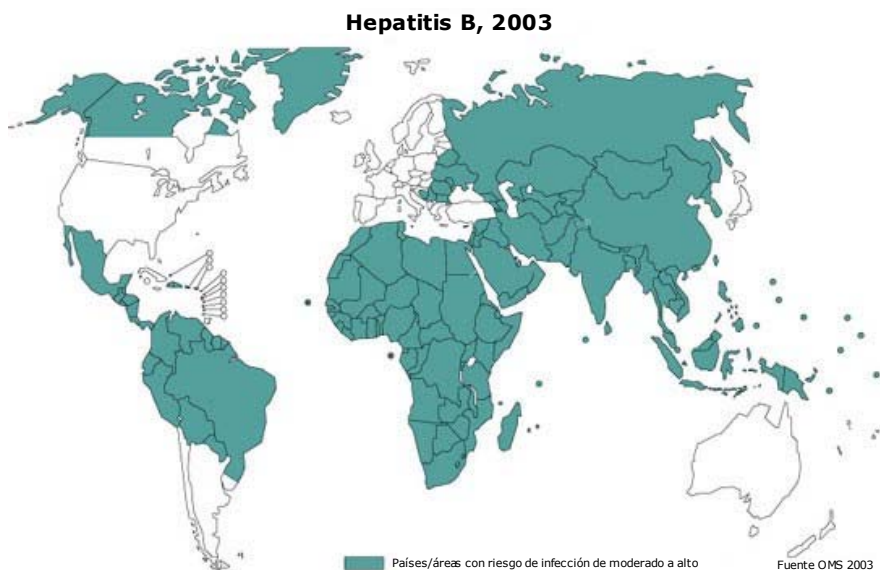 Hepatitis B, 2003
Países/áreas con riesgo de infección de moderado a alto
Fuente OMS 2003